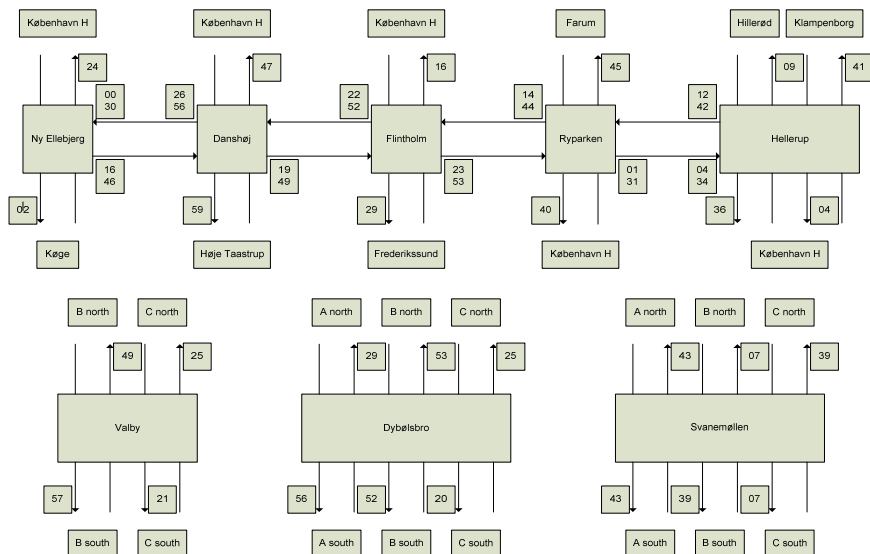 København H
København H
København H
Farum
Hillerød
Klampenborg
24
47
16
45
09
41
00
30
26
56
22
52
14
44
12
42
Ny Ellebjerg
Danshøj
Flintholm
Ryparken
Hellerup
16
46
19
49
23
53
01
31
04
34
02
59
29
40
36
04
Køge
Høje Taastrup
Frederikssund
København H
København H
B north
C north
A north
B north
C north
A north
B north
C north
49
25
29
53
25
43
07
39
Valby
Dybølsbro
Svanemøllen
57
21
56
52
20
43
39
07
B south
C south
A south
B south
C south
A south
B south
C south